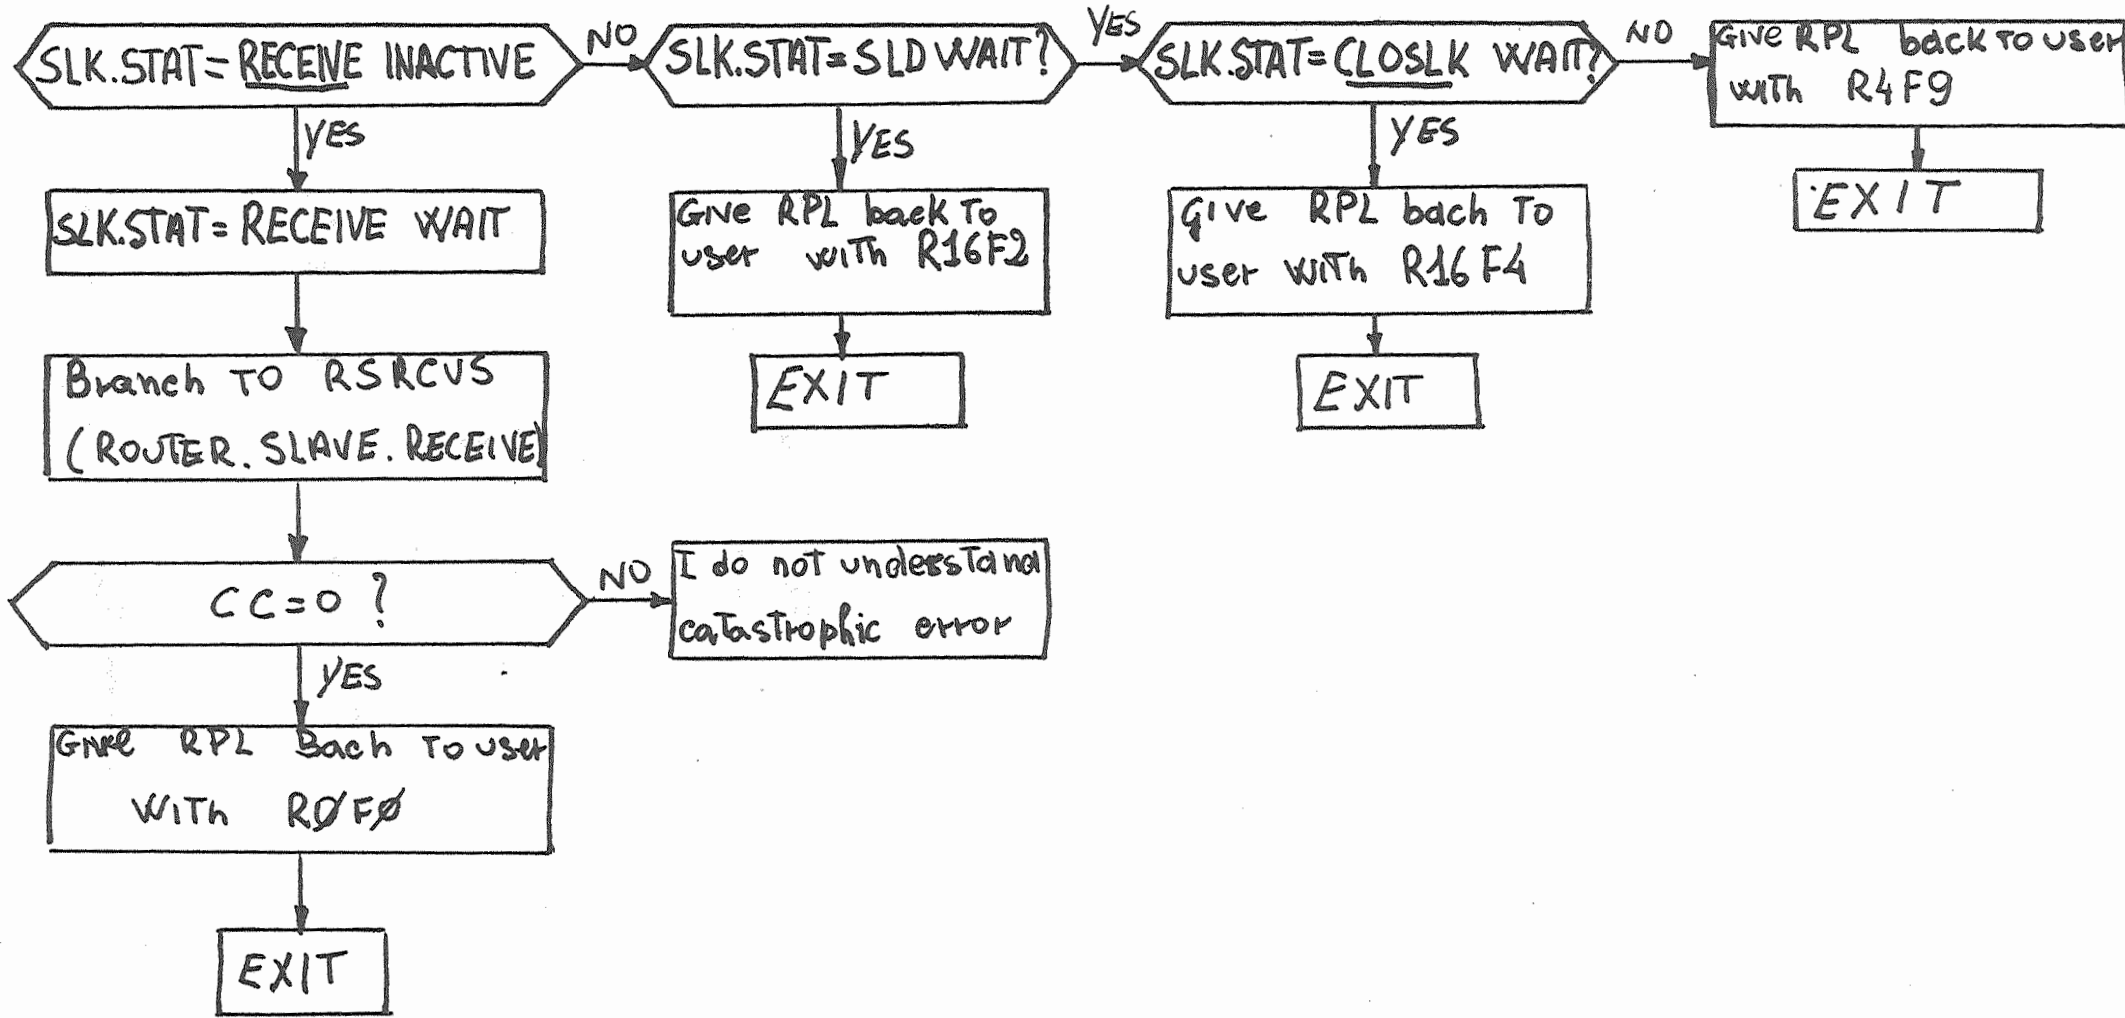 SLK.STAT=RECEIVE INACTIVE
NO
SLK.STAT=SLD WAIT?
YES
SLK.STAT=CLOSLK WAIT?
NO
Give RPL back to user
with R4F9
EXIT
YES
SLK.STAT=RECEIVE WAIT
YES
Give RPL back to
user with R16F2
EXIT
YES
give RPL bach to
user with R16F4
EXIT
Branch TO RSRCVS
(ROUTER.SLAVE.RECEIVE)
CC=0 ?
NO
I do not understand
catastrophic error
YES
Give RPL Bach to user
with RØFØ
EXIT